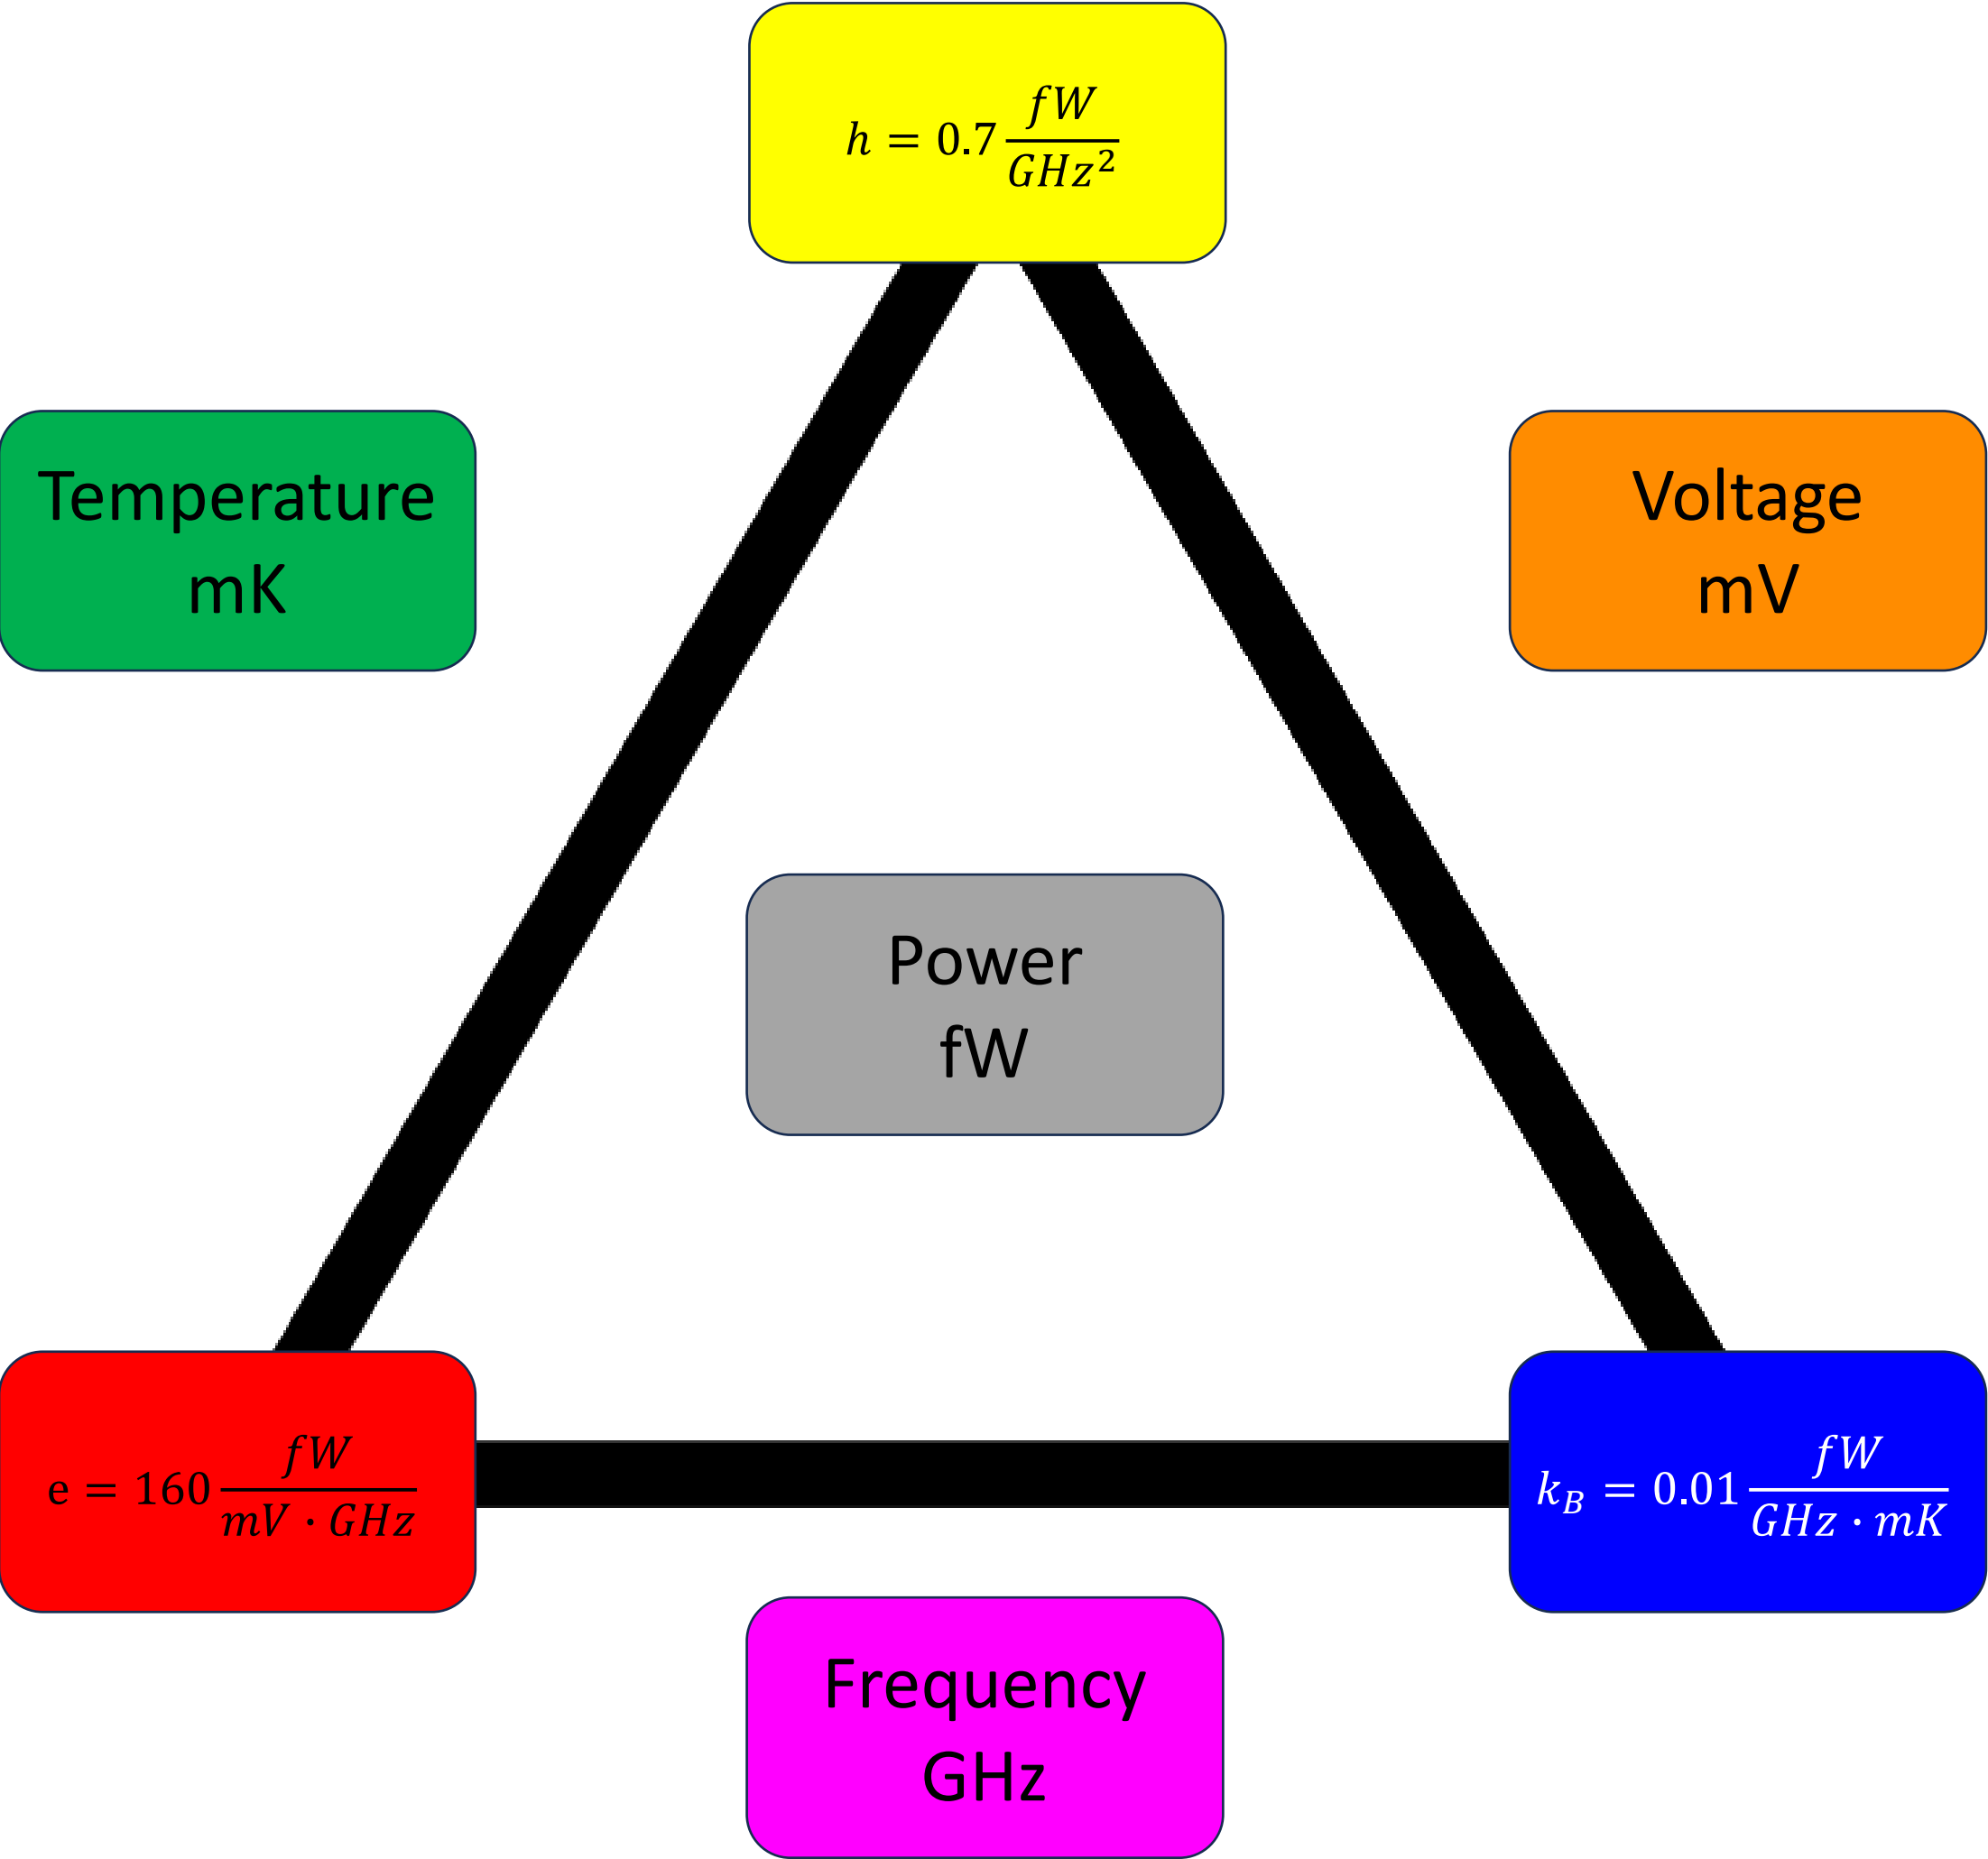 h = 0.7 fW/GHz²
Temperature
mK
Voltage
mV
Power
fW
e = 160 fW/mV · GHz
k_B = 0.01 fW/GHz · mK
Frequency
GHz